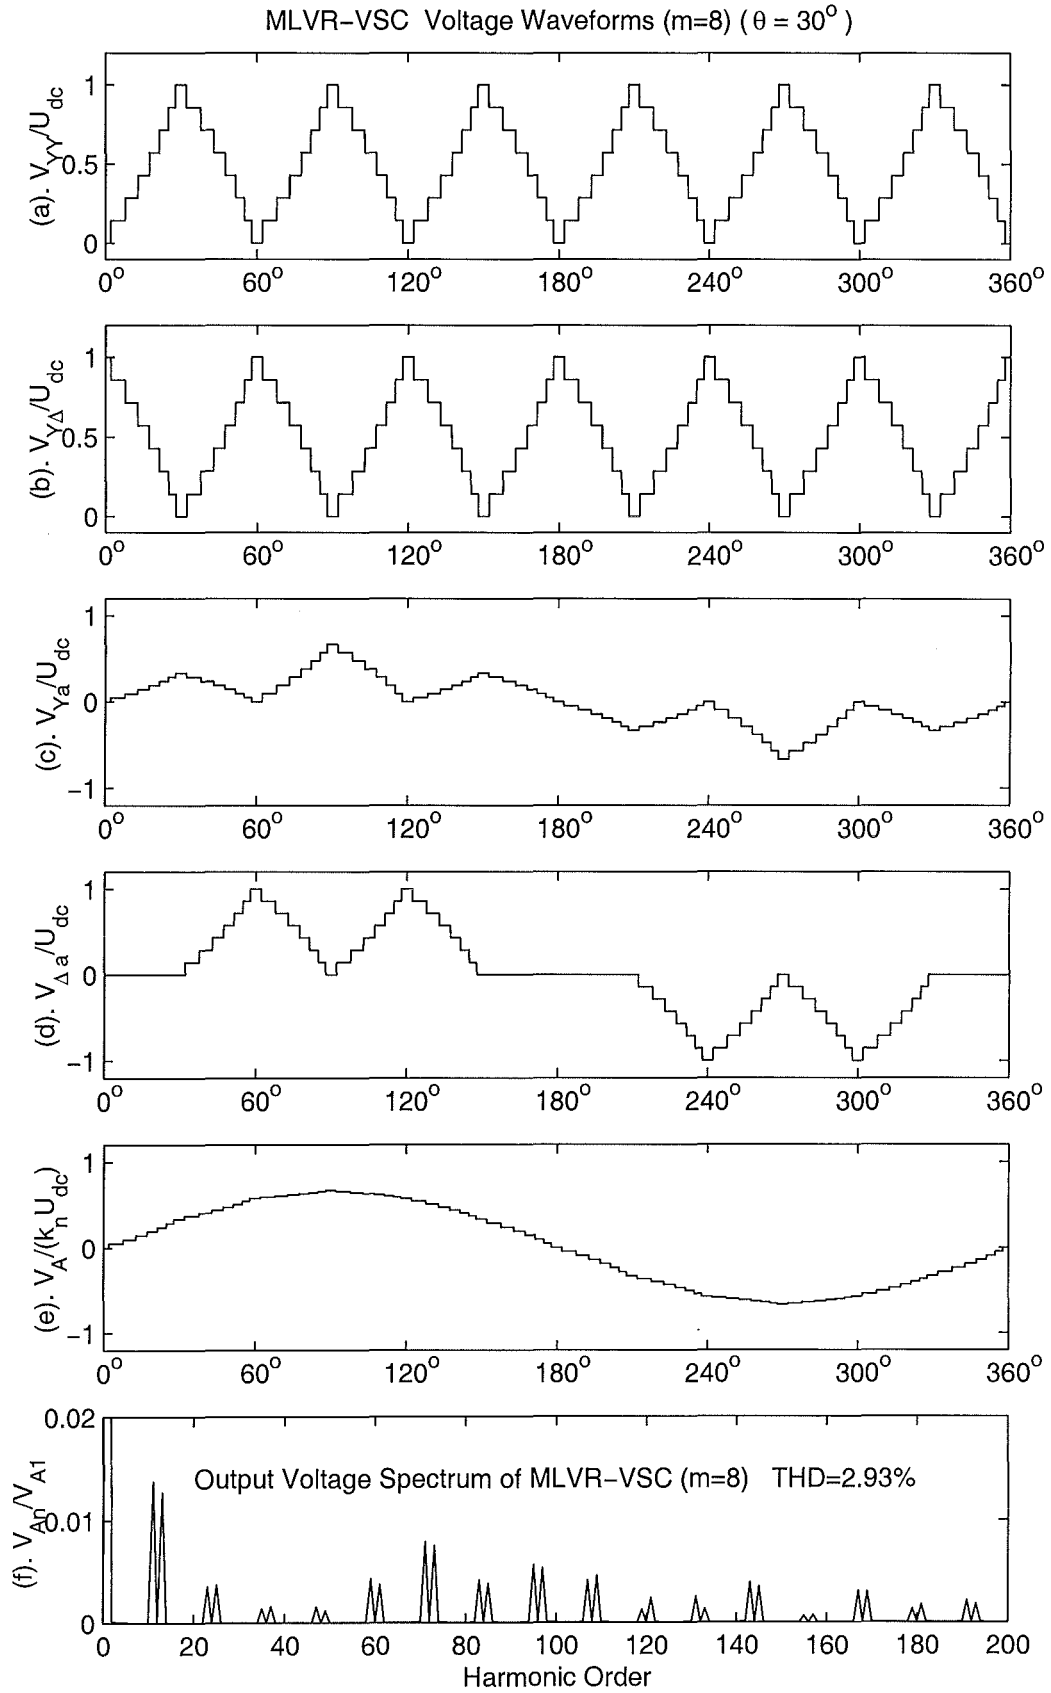 MLVR−VSC Voltage Waveforms (m=8) ( θ = 30° )
(a). V_YY/U_dc
1
0.5
0
0° 60° 120° 180° 240° 300° 360°
(b). V_YΔ/U_dc
1
0.5
0
0° 60° 120° 180° 240° 300° 360°
(c). V_Ya/U_dc
1
0
−1
0° 60° 120° 180° 240° 300° 360°
(d). V_Δa/U_dc
1
0
−1
0° 60° 120° 180° 240° 300° 360°
(e). V_A/(k_nU_dc)
1
0
−1
0° 60° 120° 180° 240° 300° 360°
(f). V_An/V_A1
0.02
0.01
0
Output Voltage Spectrum of MLVR−VSC (m=8) THD=2.93%
0 20 40 60 80 100 120 140 160 180 200
Harmonic Order